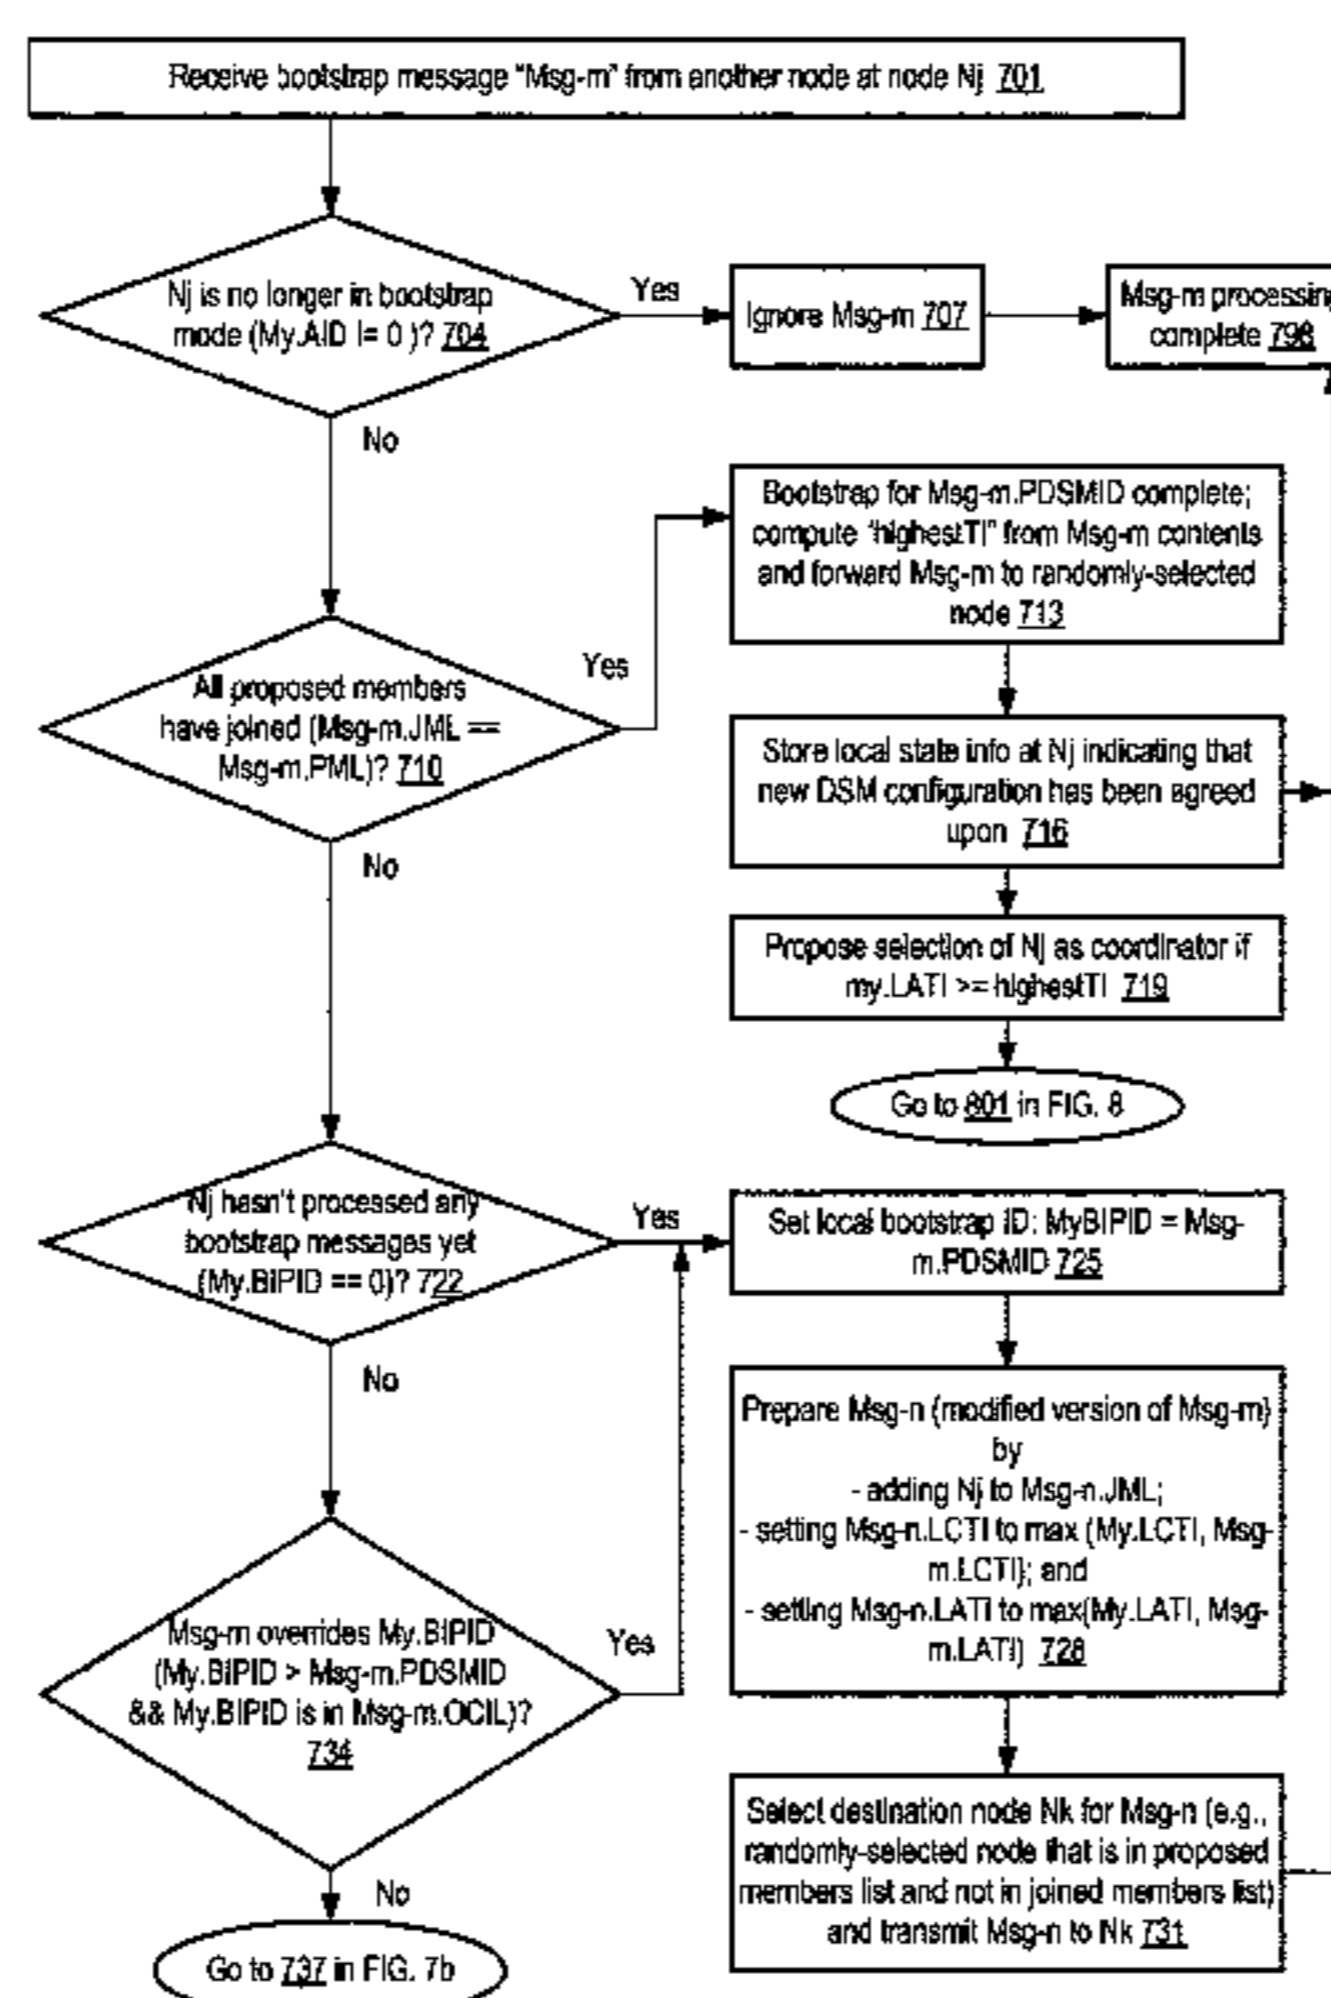 Receive bootstrap message "Msg-m" from another node at node Nj 701
Nj is no longer in bootstrap
mode (My.AID != 0 )? 704
Yes
Ignore Msg-m 707
Msg-m processing
complete 798
No
Bootstrap for Msg-m.PDSMID complete;
compute "highestTI" from Msg-m contents
and forward Msg-m to randomly-selected
node 713
Yes
All proposed members
have joined (Msg-m.JML ==
Msg-m.PML)? 710
Store local state info at Nj indicating that
new DSM configuration has been agreed
upon 716
No
Propose selection of Nj as coordinator if
my.LATI >= highestTI 719
Go to 801 in FIG. 8
Nj hasn't processed any
bootstrap messages yet
(My.BIPID == 0)? 722
Yes
Set local bootstrap ID: MyBIPID = Msg-
m.PDSMID 725
No
Prepare Msg-n (modified version of Msg-m)
by
- adding Nj to Msg-n.JML;
- setting Msg-n.LCTI to max (My.LCTI, Msg-
m.LCTI); and
- setting Msg-n.LATI to max(My.LATI, Msg-
m.LATI) 728
Msg-m overrides My.BIPID
(My.BIPID > Msg-m.PDSMID
&& My.BIPID is in Msg-m.OCIL)?
734
Yes
Select destination node Nk for Msg-n (e.g.,
randomly-selected node that is in proposed
members list and not in joined members list)
and transmit Msg-n to Nk 731
No
Go to 737 in FIG. 7b